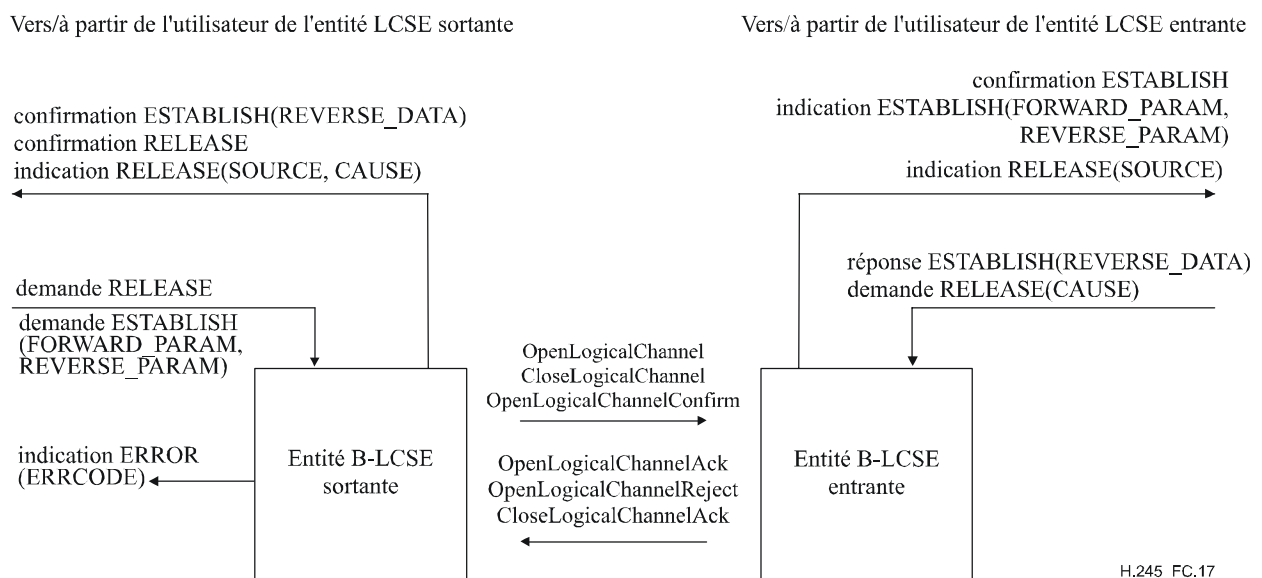 Vers/à partir de l'utilisateur de l'entité LCSE sortante
Vers/à partir de l'utilisateur de l'entité LCSE entrante
confirmation ESTABLISH(REVERSE_DATA)
confirmation RELEASE
indication RELEASE(SOURCE, CAUSE)
confirmation ESTABLISH
indication ESTABLISH(FORWARD_PARAM,
REVERSE_PARAM)
indication RELEASE(SOURCE)
demande RELEASE
demande ESTABLISH
(FORWARD_PARAM,
REVERSE_PARAM)
réponse ESTABLISH(REVERSE_DATA)
demande RELEASE(CAUSE)
OpenLogicalChannel
CloseLogicalChannel
OpenLogicalChannelConfirm
indication ERROR
(ERRCODE)
Entité B-LCSE
sortante
OpenLogicalChannelAck
OpenLogicalChannelReject
CloseLogicalChannelAck
Entité B-LCSE
entrante
H.245_FC.17